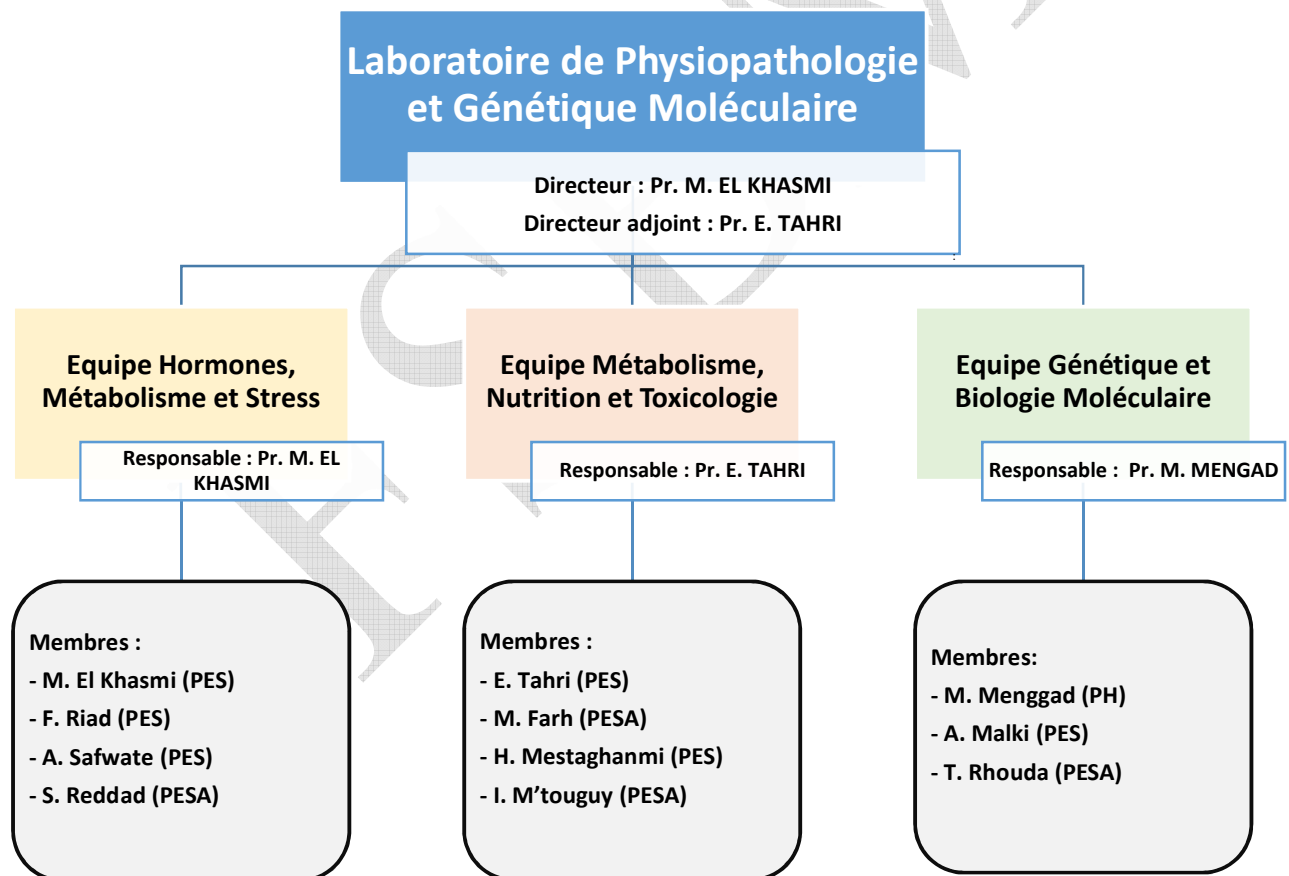 Laboratoire de Physiopathologie
et Génétique Moléculaire
Directeur : Pr. M. EL KHASMI
Directeur adjoint : Pr. E. TAHRI
Equipe Hormones,
Métabolisme et Stress
Responsable : Pr. M. EL
KHASMI
Membres :
- M. El Khasmi (PES)
- F. Riad (PES)
- A. Safwate (PES)
- S. Reddad (PESA)
Equipe Métabolisme,
Nutrition et Toxicologie
Responsable : Pr. E. TAHRI
Membres :
- E. Tahri (PES)
- M. Farh (PESA)
- H. Mestaghanmi (PES)
- I. M’touguy (PESA)
Equipe Génétique et
Biologie Moléculaire
Responsable :  Pr. M. MENGAD
Membres:
- M. Menggad (PH)
- A. Malki (PES)
- T. Rhouda (PESA)